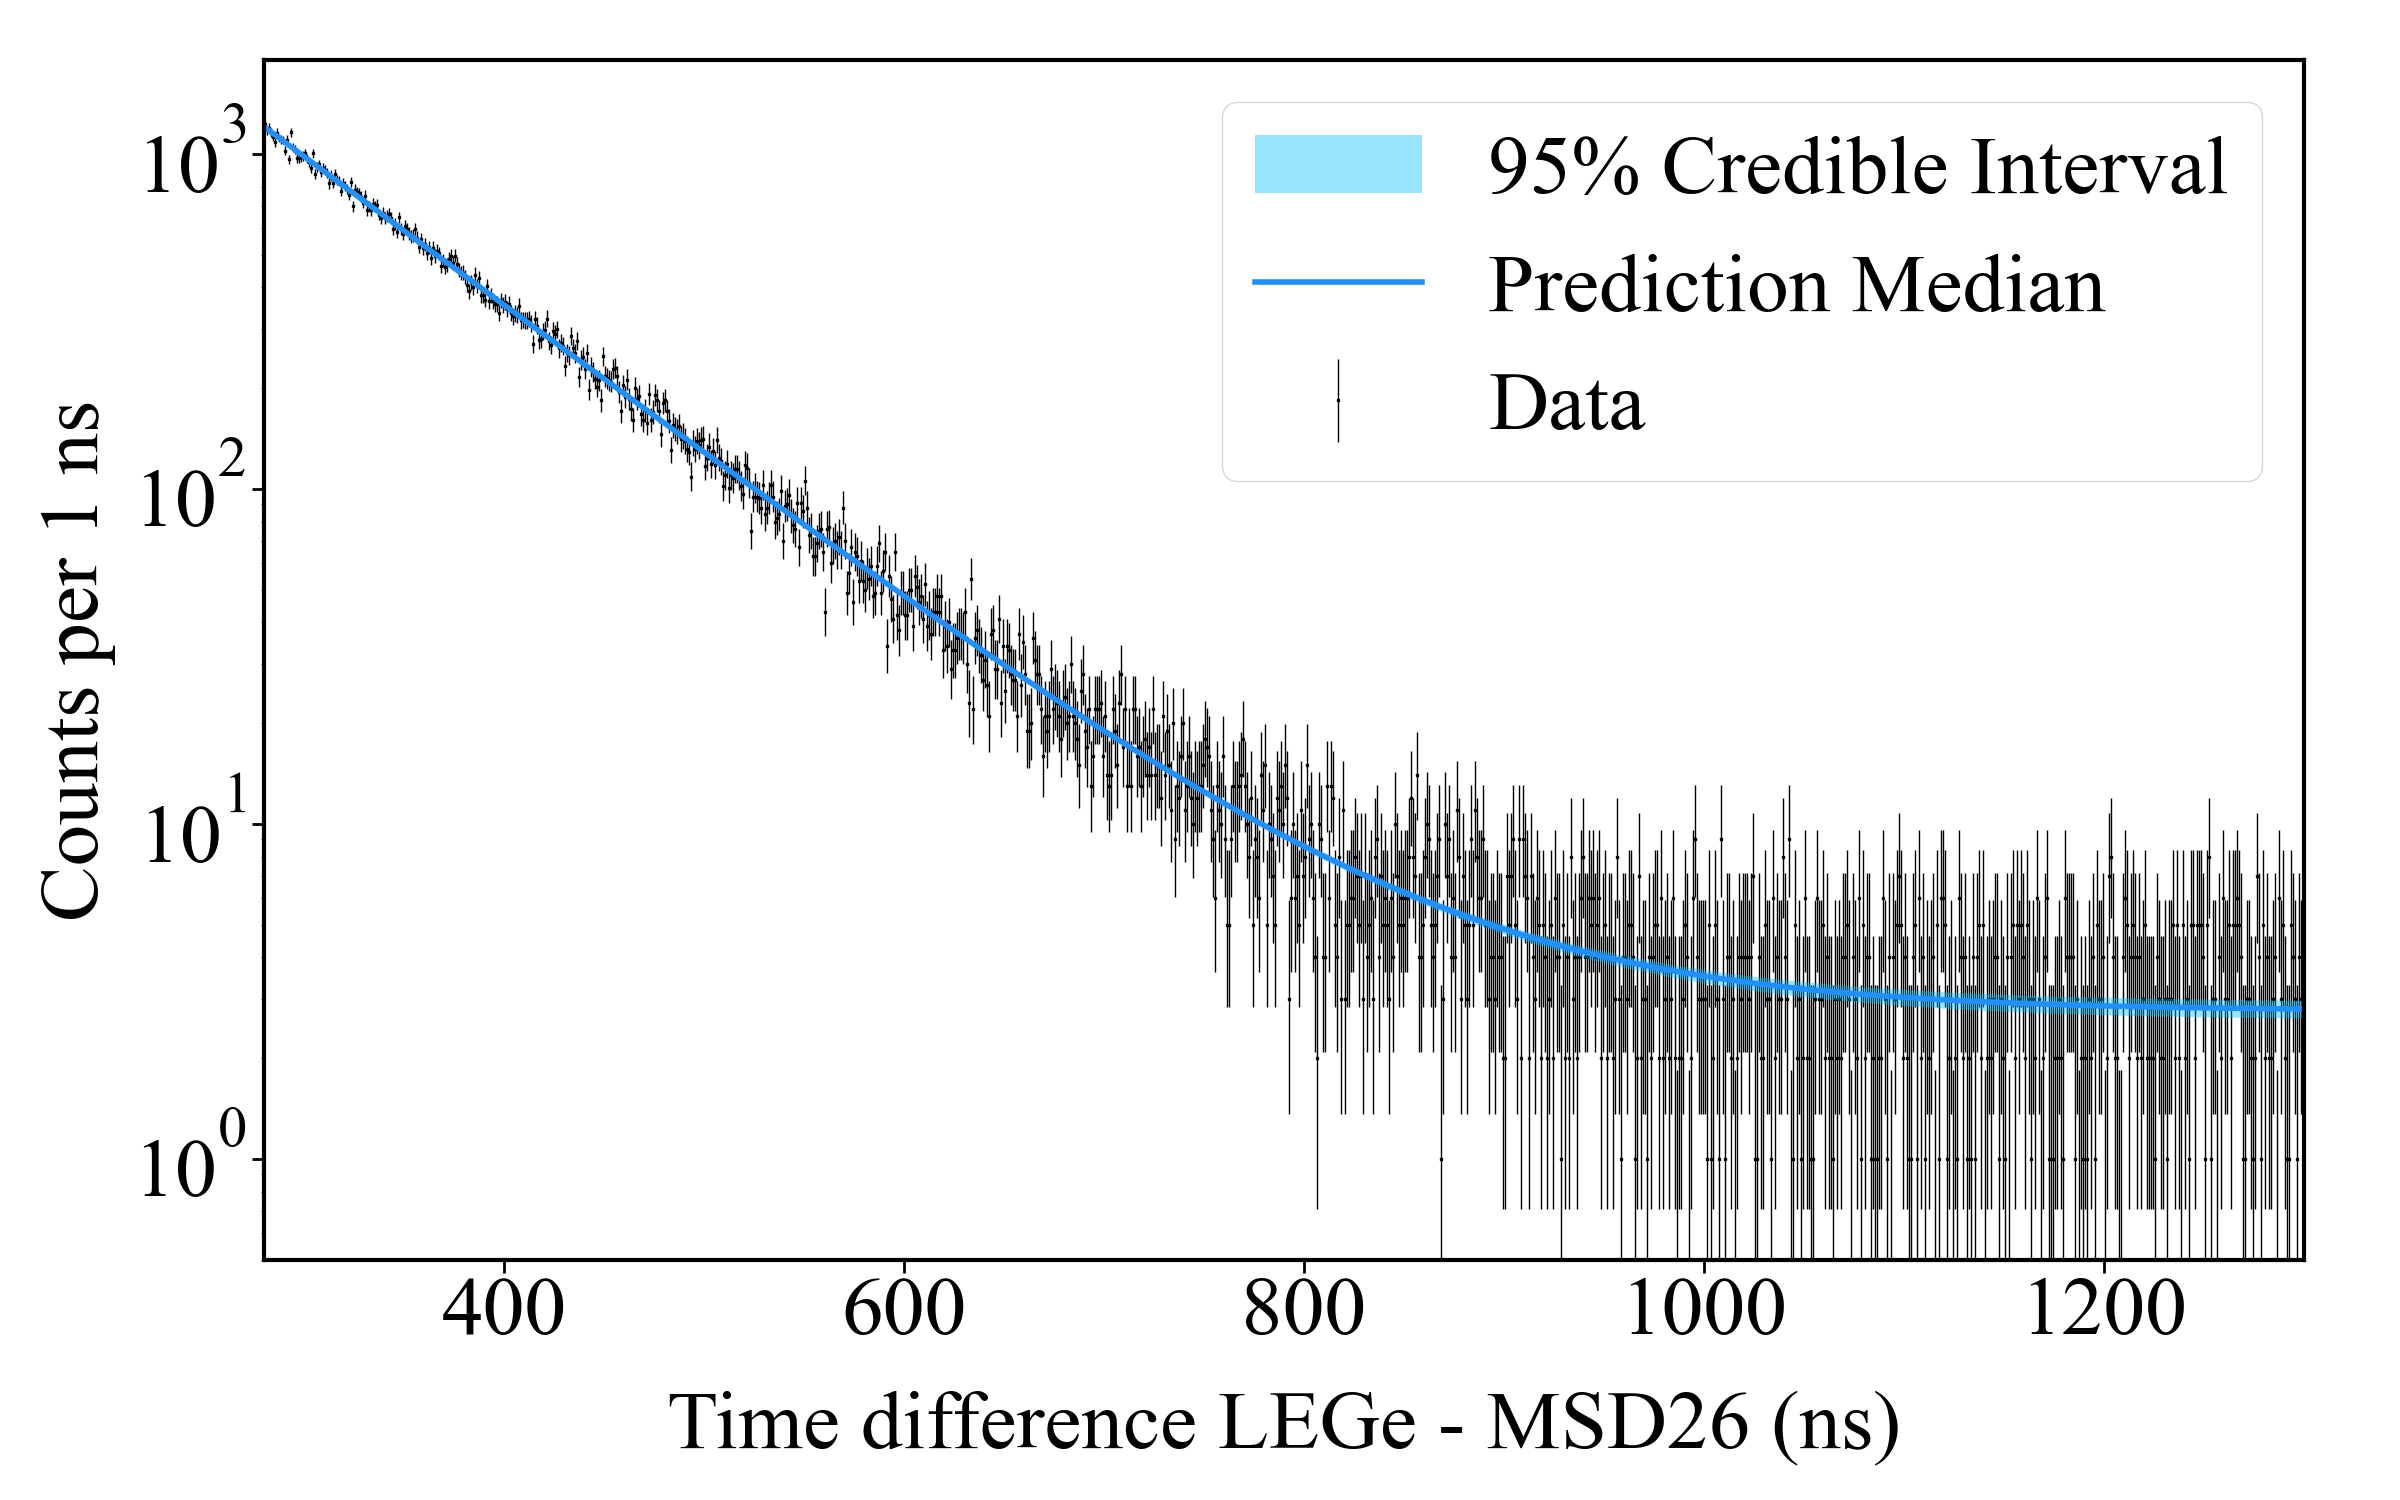 10^3
10^2
10^1
10^0
Counts per 1 ns
95% Credible Interval
Prediction Median
Data
400 600 800 1000 1200
Time difference LEGe - MSD26 (ns)